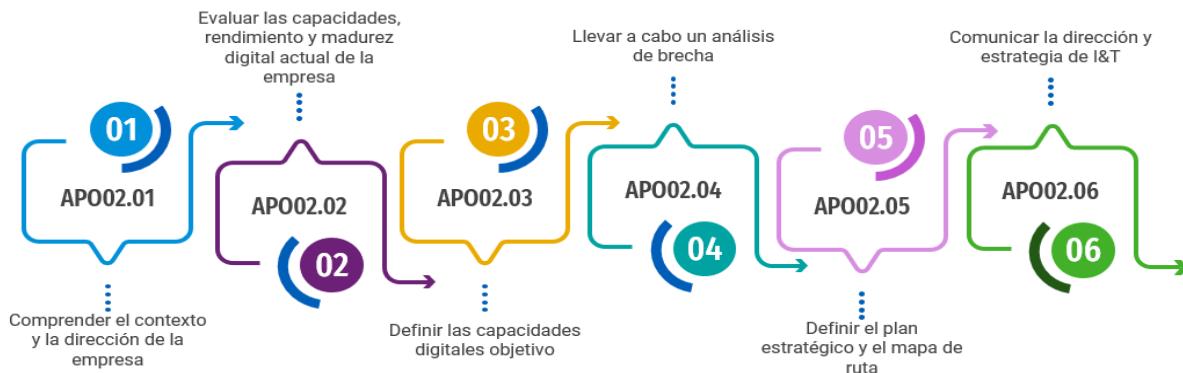 01
APO02.01
Comprender el contexto
y la dirección de la
empresa
Evaluar las capacidades,
rendimiento y madurez
digital actual de la
empresa
APO02.02
02
03
APO02.03
Definir las capacidades
digitales objetivo
Llevar a cabo un análisis
de brecha
APO02.04
04
05
APO02.05
Definir el plan
estratégico y el mapa de
ruta
Comunicar la dirección y
estrategia de I&T
APO02.06
06